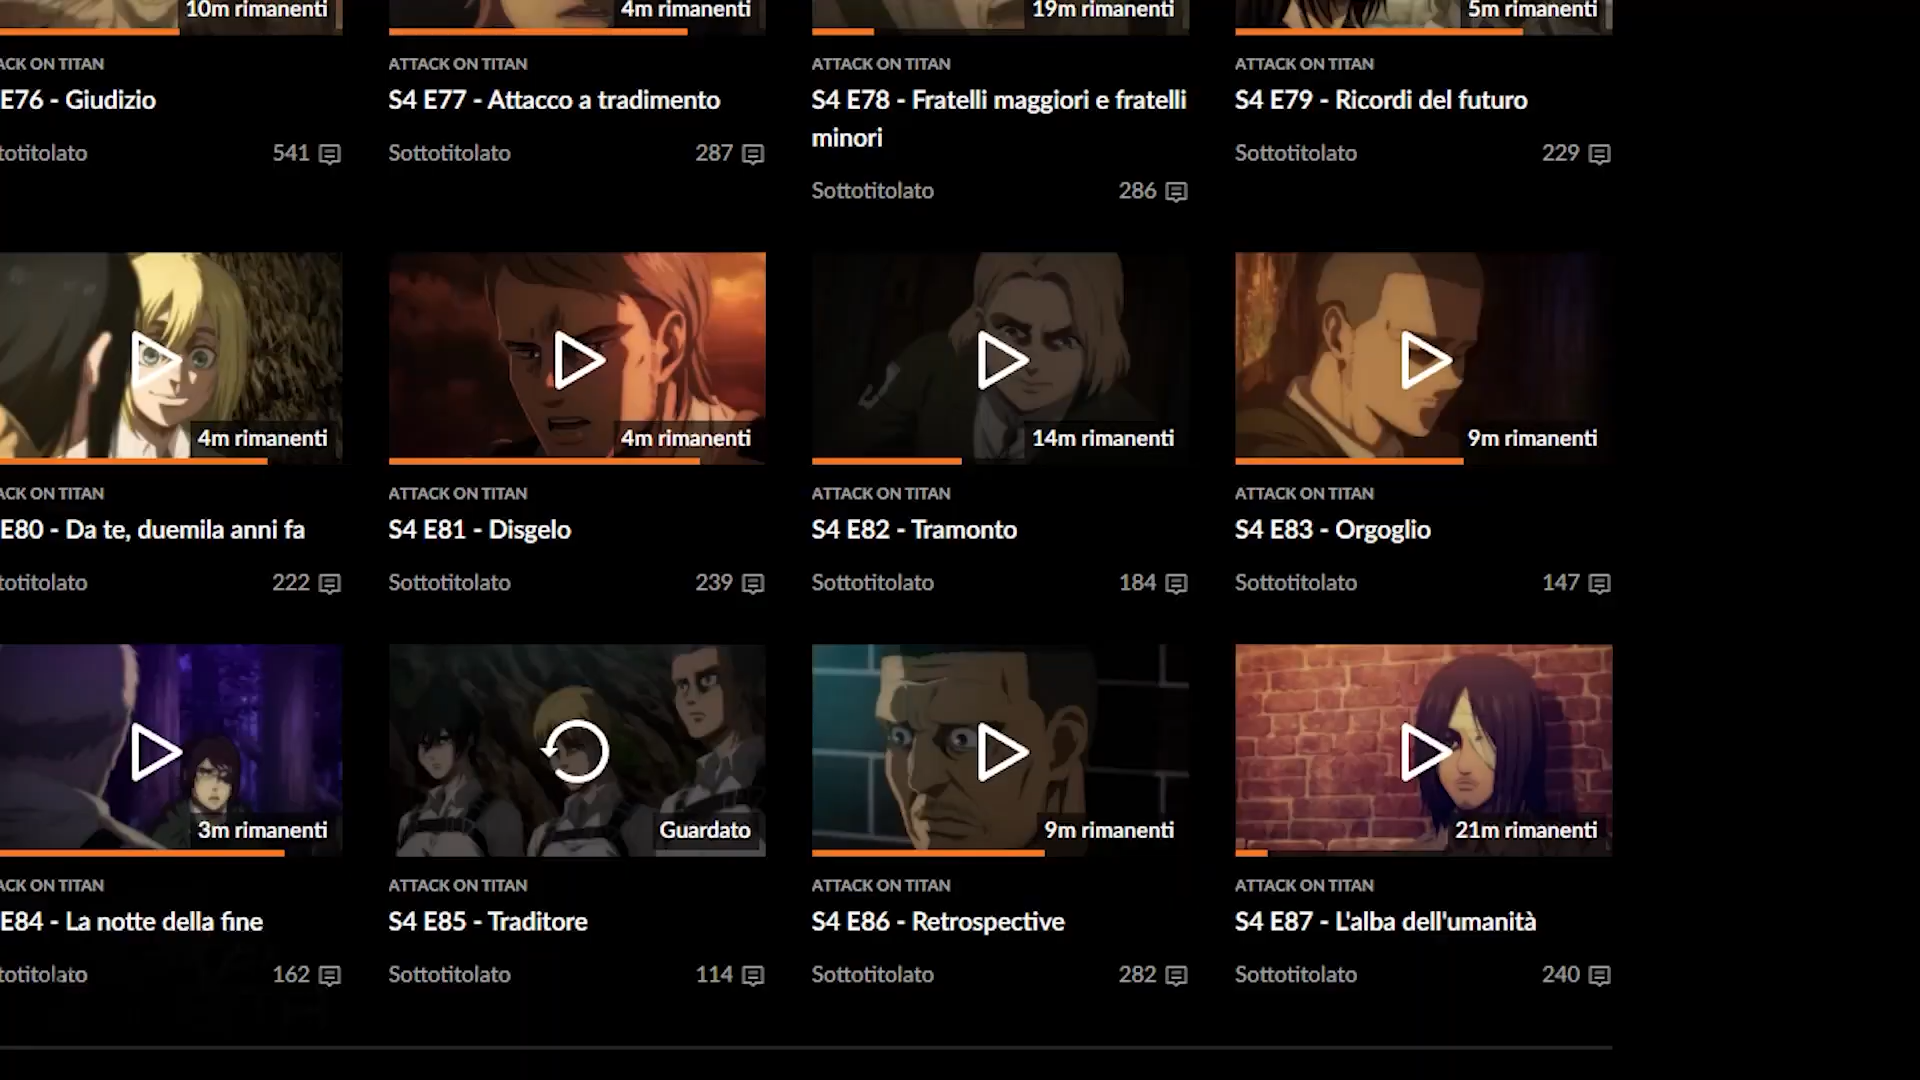 10m rimanenti
4m rimanenti
19m rimanenti
5m rimanenti
ACK ON TITAN
E76 - Giudizio
totitolato
541
ATTACK ON TITAN
S4 E77 - Attacco a tradimento
Sottotitolato
287
ATTACK ON TITAN
S4 E78 - Fratelli maggiori e fratelli
minori
Sottotitolato
286
ATTACK ON TITAN
S4 E79 - Ricordi del futuro
Sottotitolato
229
4m rimanenti
ACK ON TITAN
E80 - Da te, duemila anni fa
totitolato
222
4m rimanenti
ATTACK ON TITAN
S4 E81 - Disgelo
Sottotitolato
239
14m rimanenti
ATTACK ON TITAN
S4 E82 - Tramonto
Sottotitolato
184
9m rimanenti
ATTACK ON TITAN
S4 E83 - Orgoglio
Sottotitolato
147
3m rimanenti
ACK ON TITAN
E84 - La notte della fine
totitolato
162
Guardato
ATTACK ON TITAN
S4 E85 - Traditore
Sottotitolato
114
9m rimanenti
ATTACK ON TITAN
S4 E86 - Retrospective
Sottotitolato
282
21m rimanenti
ATTACK ON TITAN
S4 E87 - L'alba dell'umanità
Sottotitolato
240